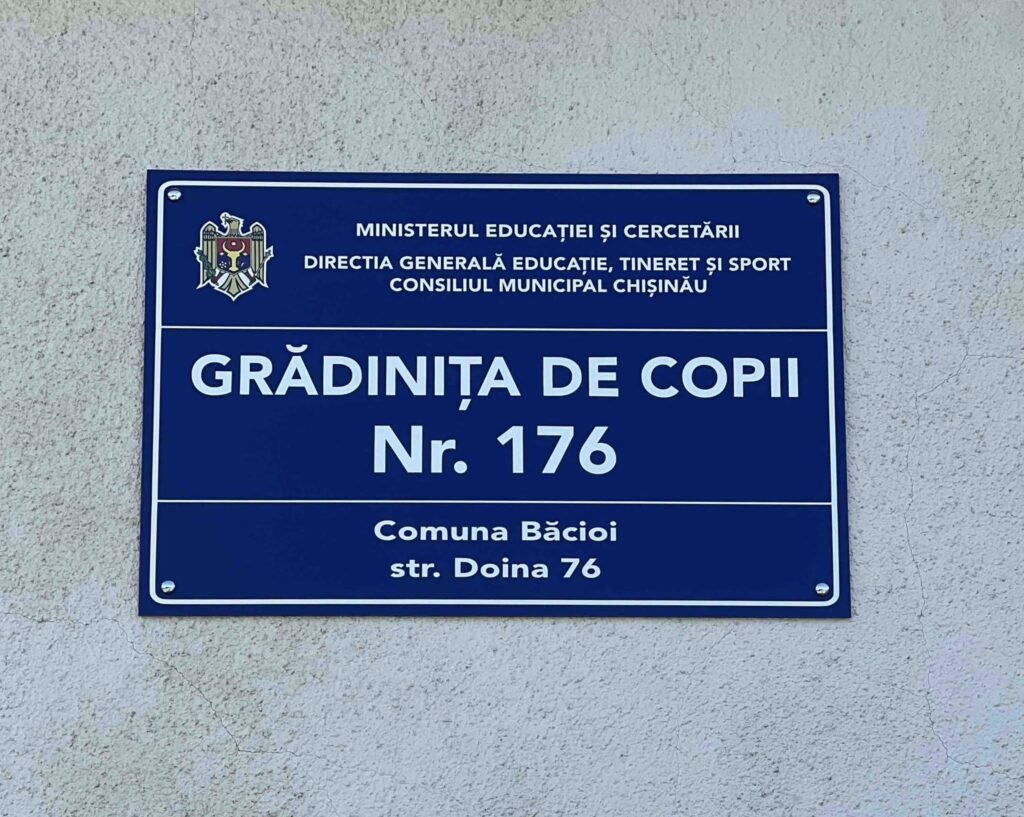 MINISTERUL EDUCAȚIEI ȘI CERCETĂRII
DIRECTIA GENERALĂ EDUCAȚIE, TINERET ȘI SPORT
CONSILIUL MUNICIPAL CHIȘINĂU
GRĂDINIȚA DE COPII
Nr. 176
Comuna Băcioi
str. Doina 76